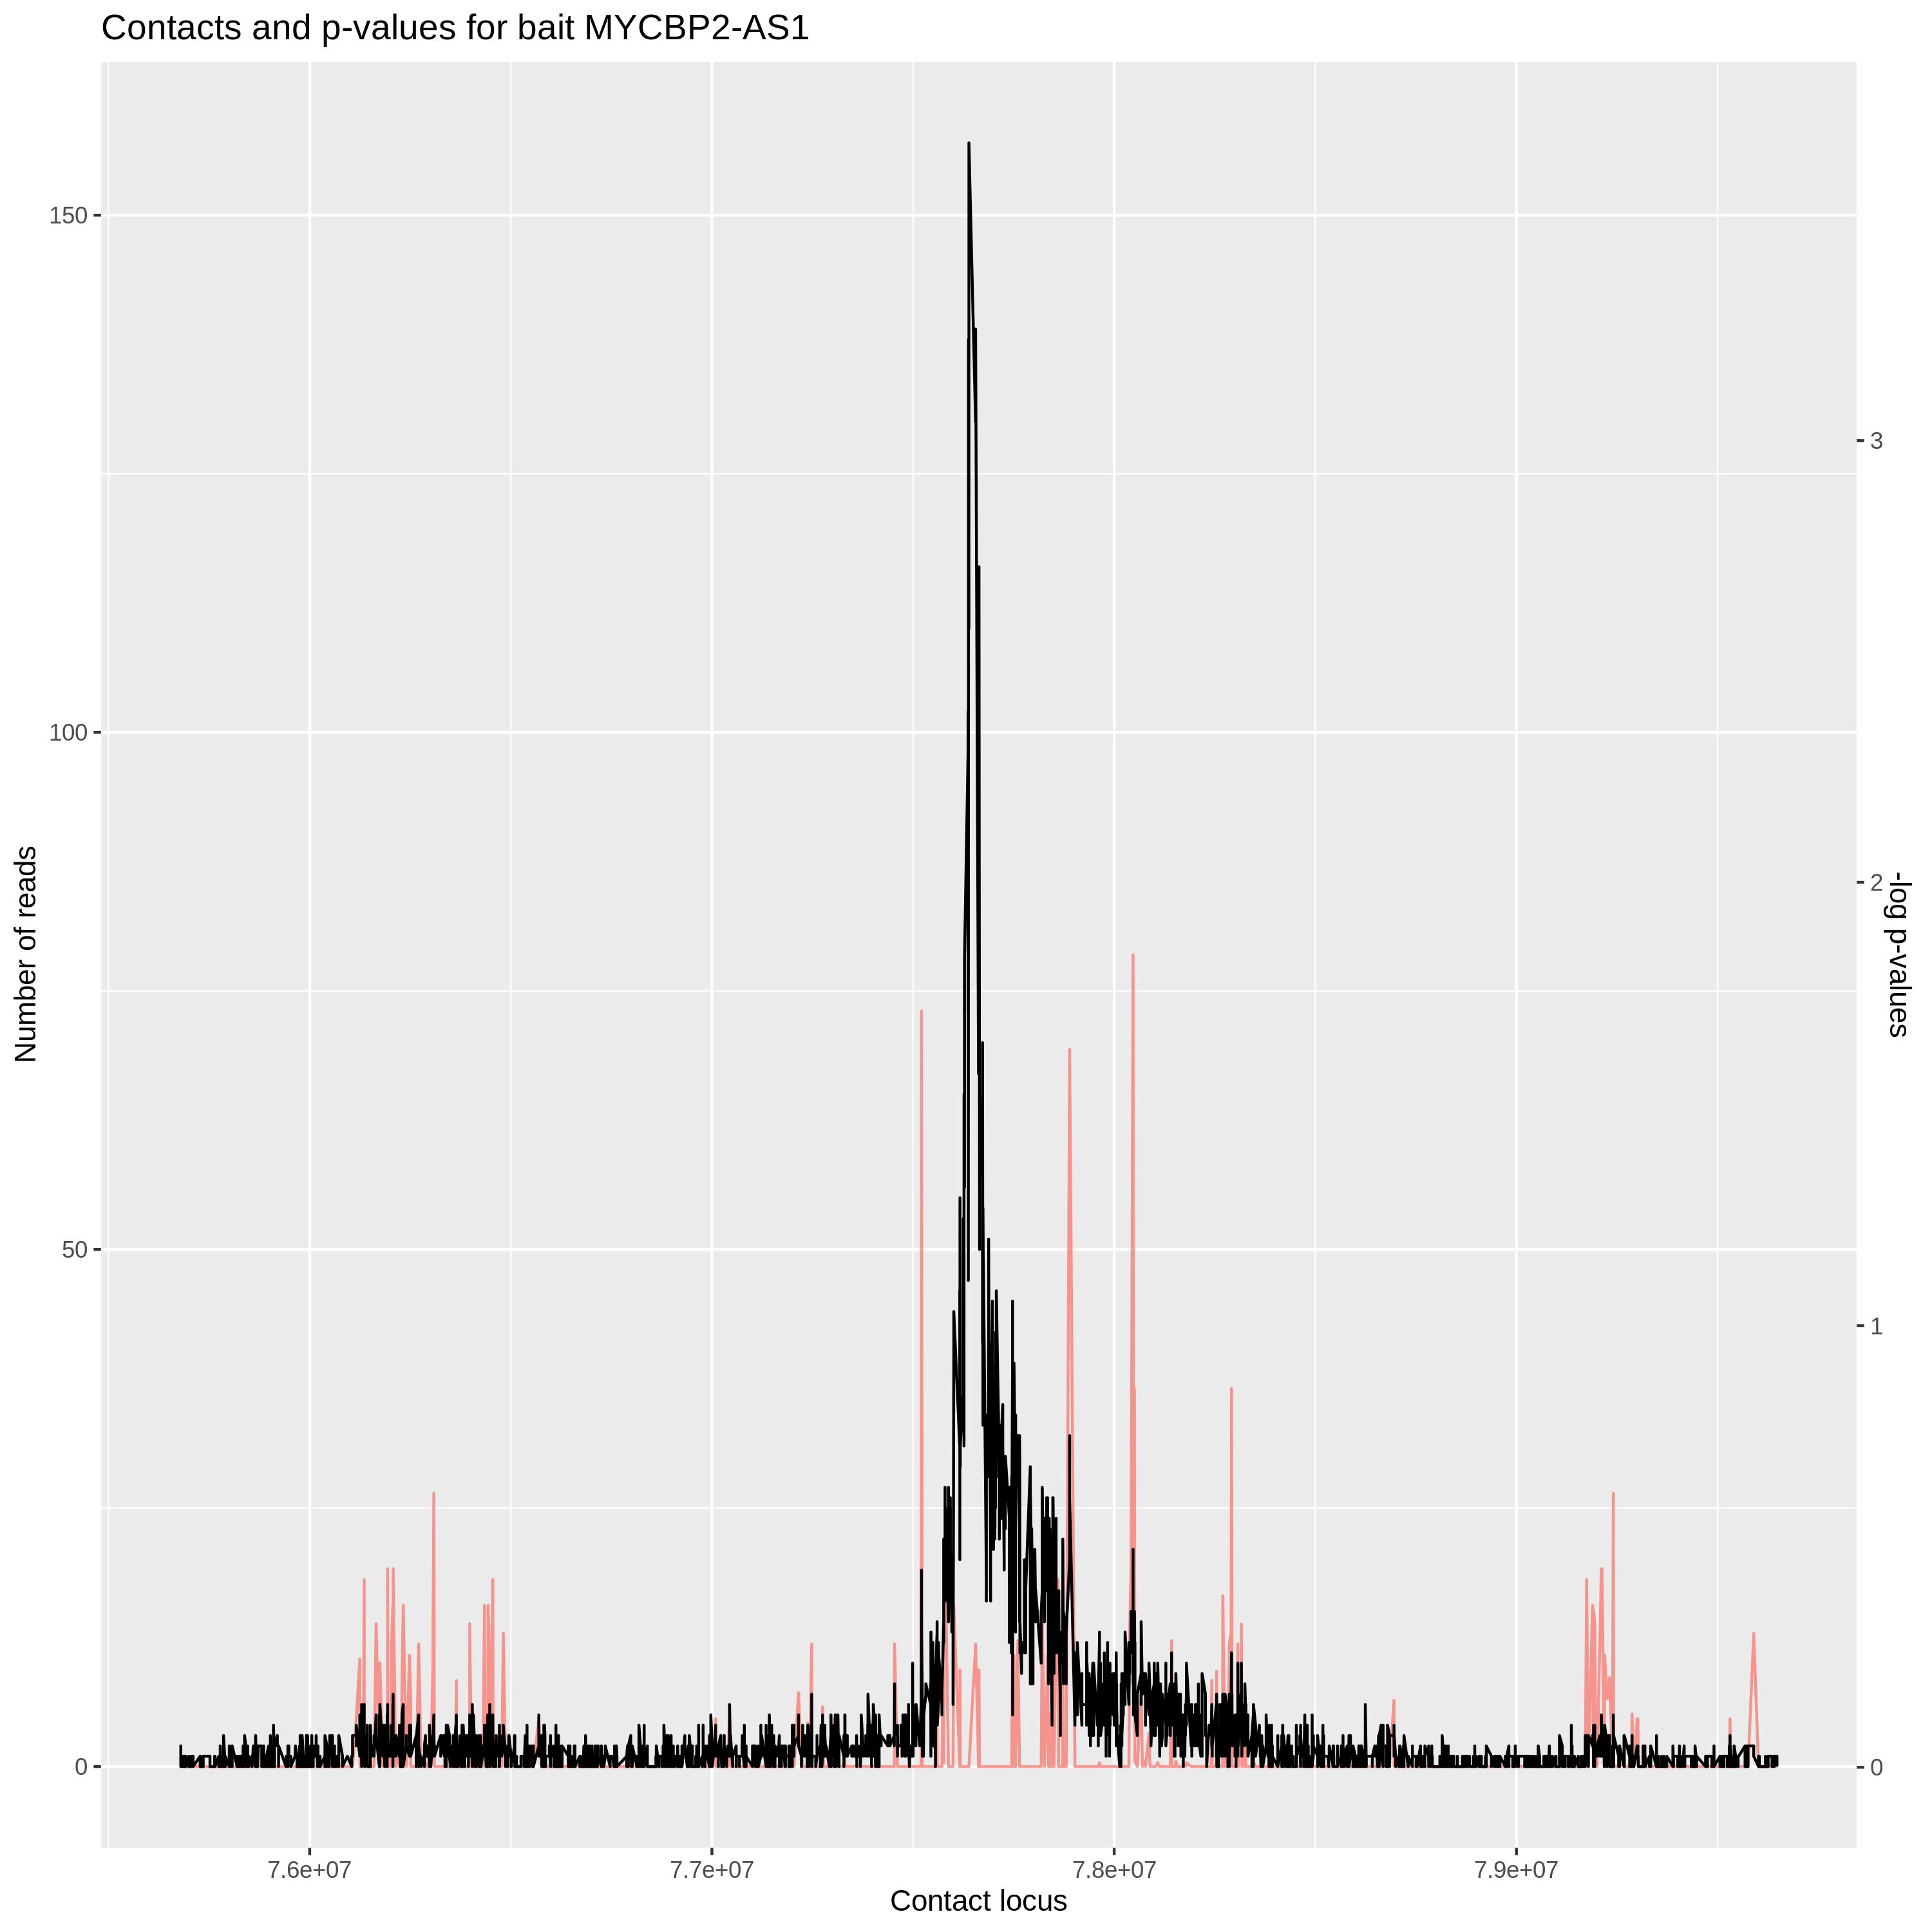 Contacts and p-values for bait MYCBP2-AS1
150
100
50
0
Number of reads
3
2
1
0
-log p-values
7.6e+07 7.7e+07 7.8e+07 7.9e+07
Contact locus